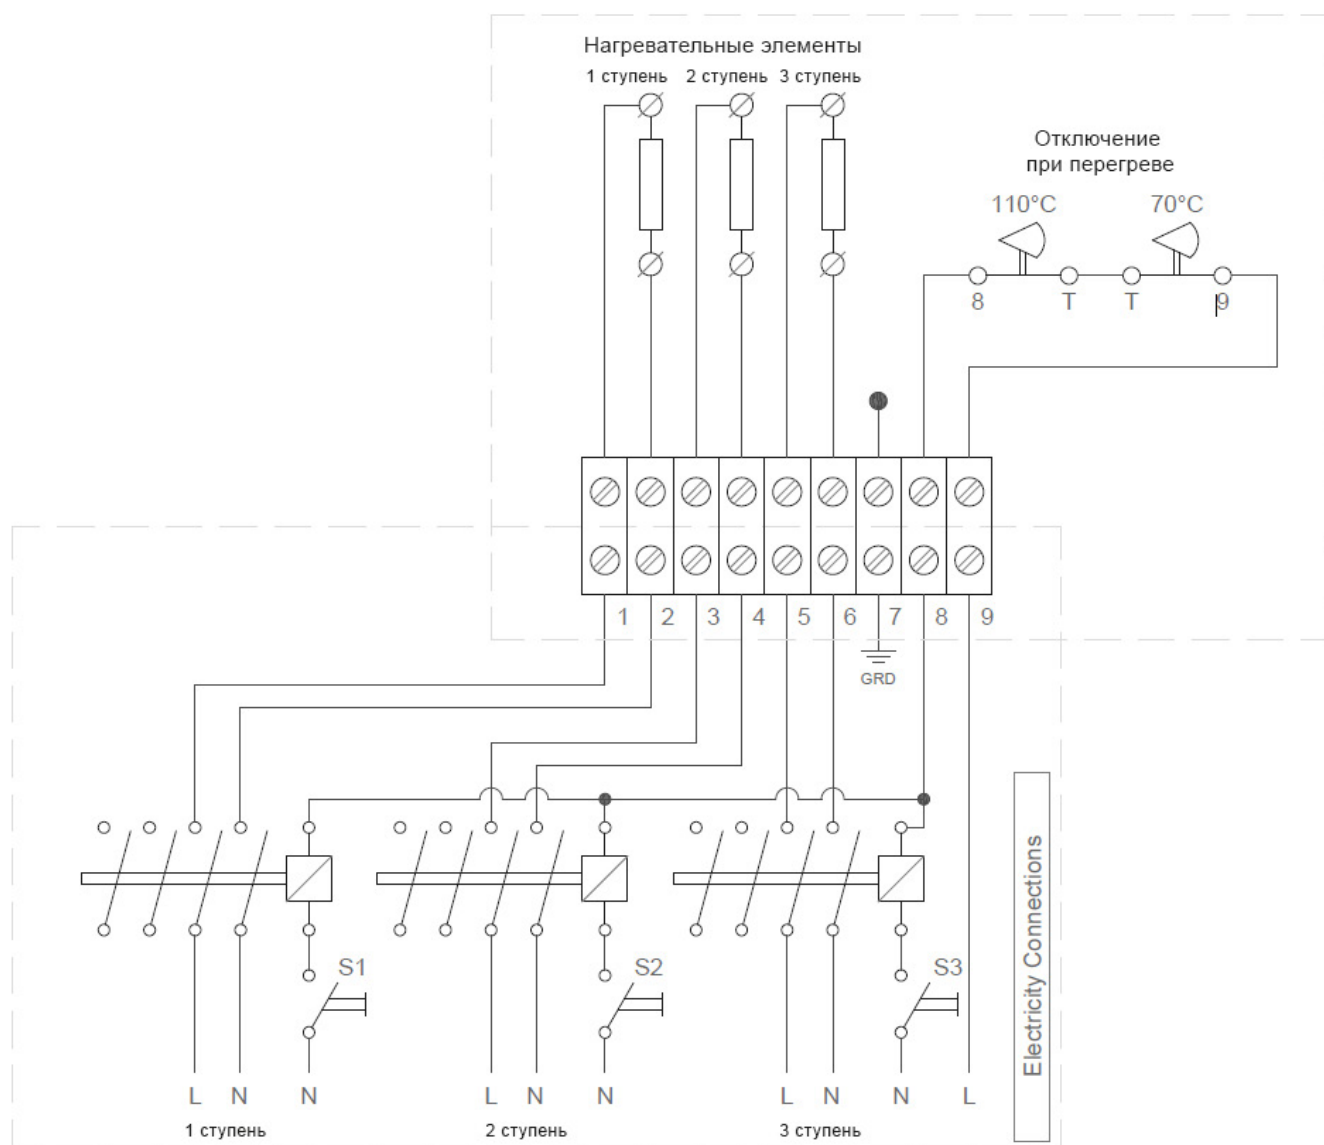 Нагревательные элементы
1 ступень 2 ступень 3 ступень
Отключение
при перегреве
110°C 70°C
8 T T 9
1 2 3 4 5 6 7 8 9
GRD
Electricity Connections
S1 S2 S3
L N N L N N L N N L
1 ступень 2 ступень 3 ступень